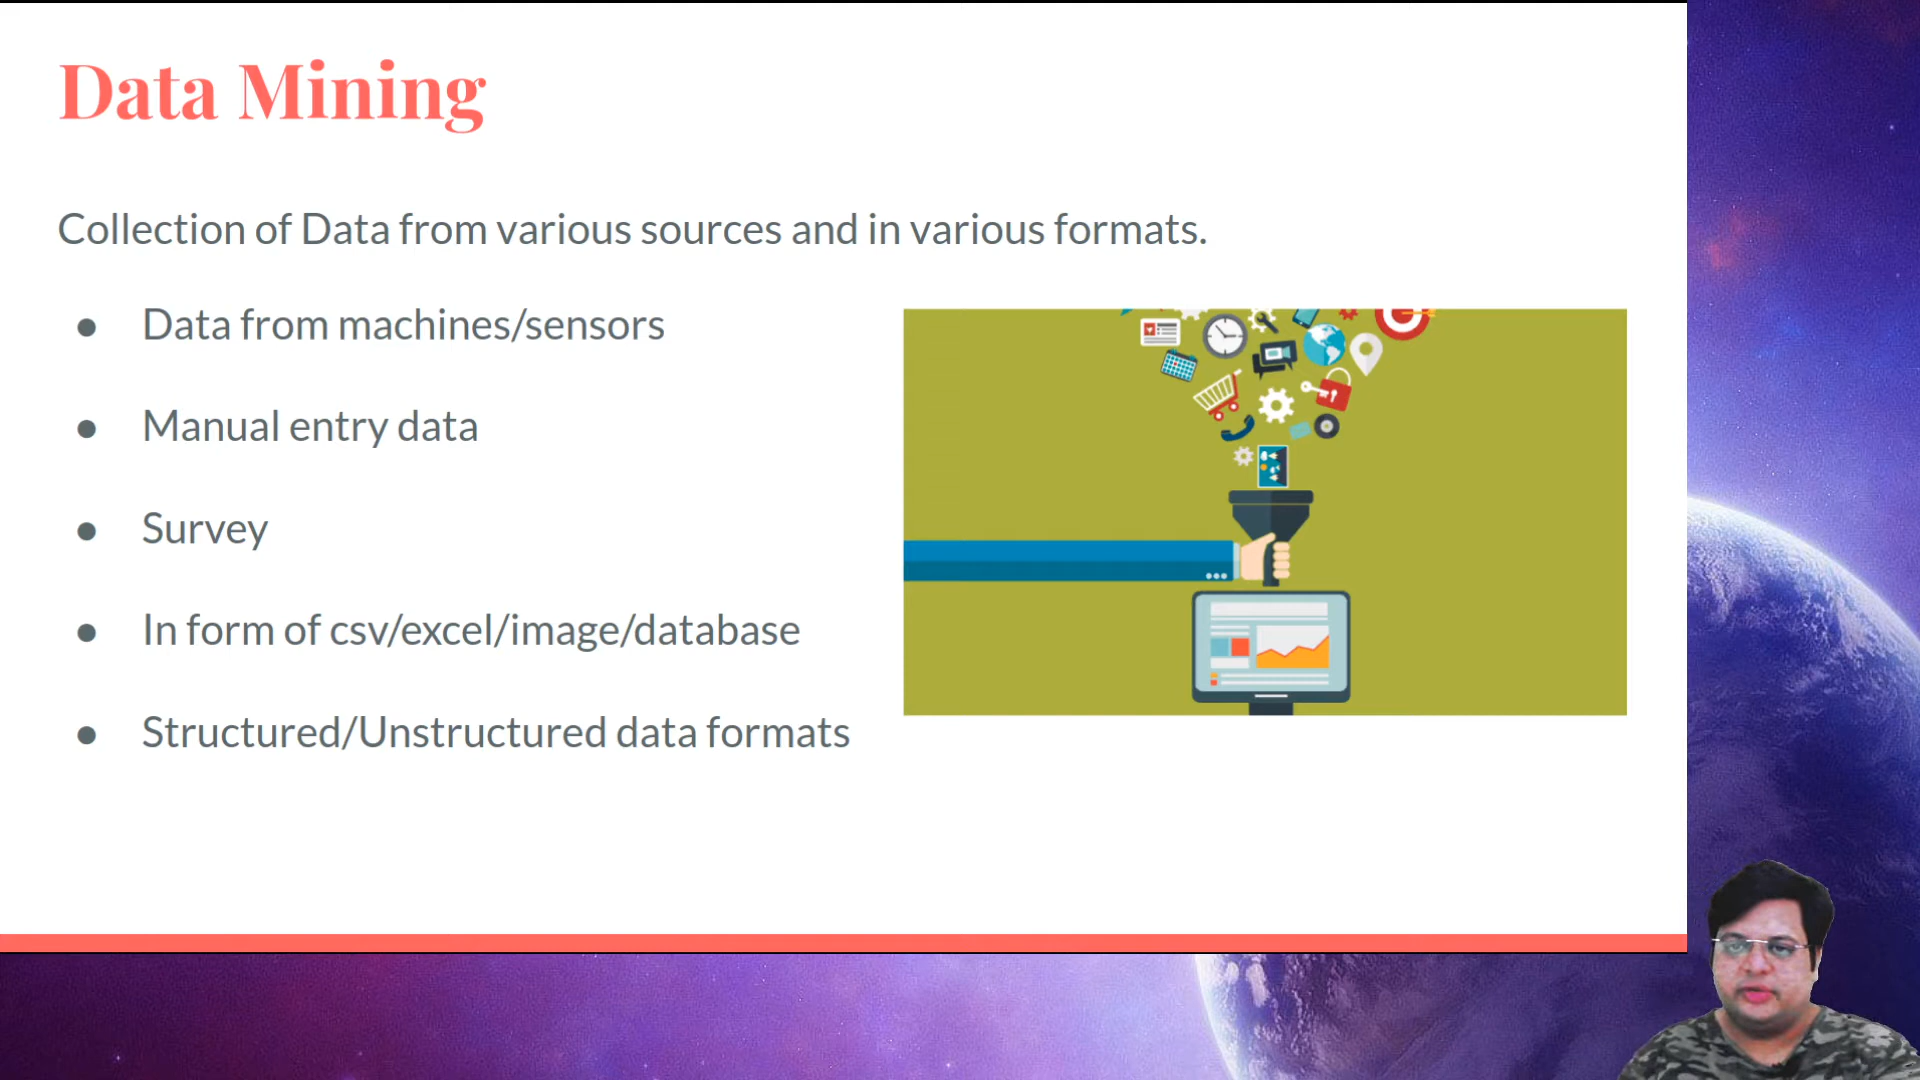 Data Mining
Collection of Data from various sources and in various formats.
● Data from machines/sensors
● Manual entry data
● Survey
● In form of csv/excel/image/database
● Structured/Unstructured data formats